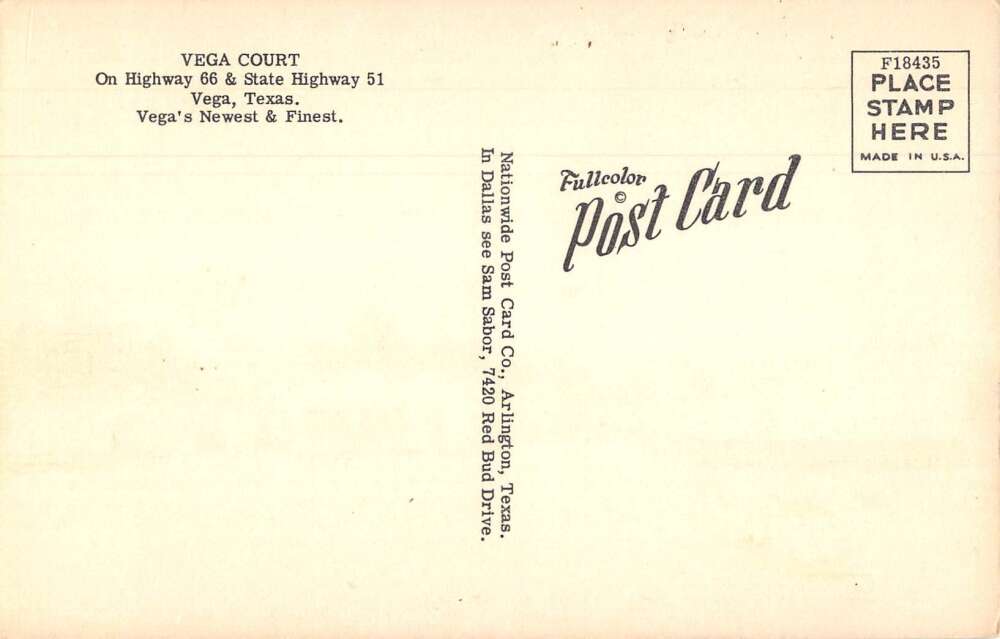 VEGA COURT
On Highway 66 & State Highway 51
Vega, Texas.
Vega's Newest & Finest.
Nationwide Post Card Co., Arlington, Texas.
In Dallas see Sam Sabor, 7420 Red Bud Drive.
Fullcolor
©
Post Card
F18435
PLACE
STAMP
HERE
MADE IN U.S.A.